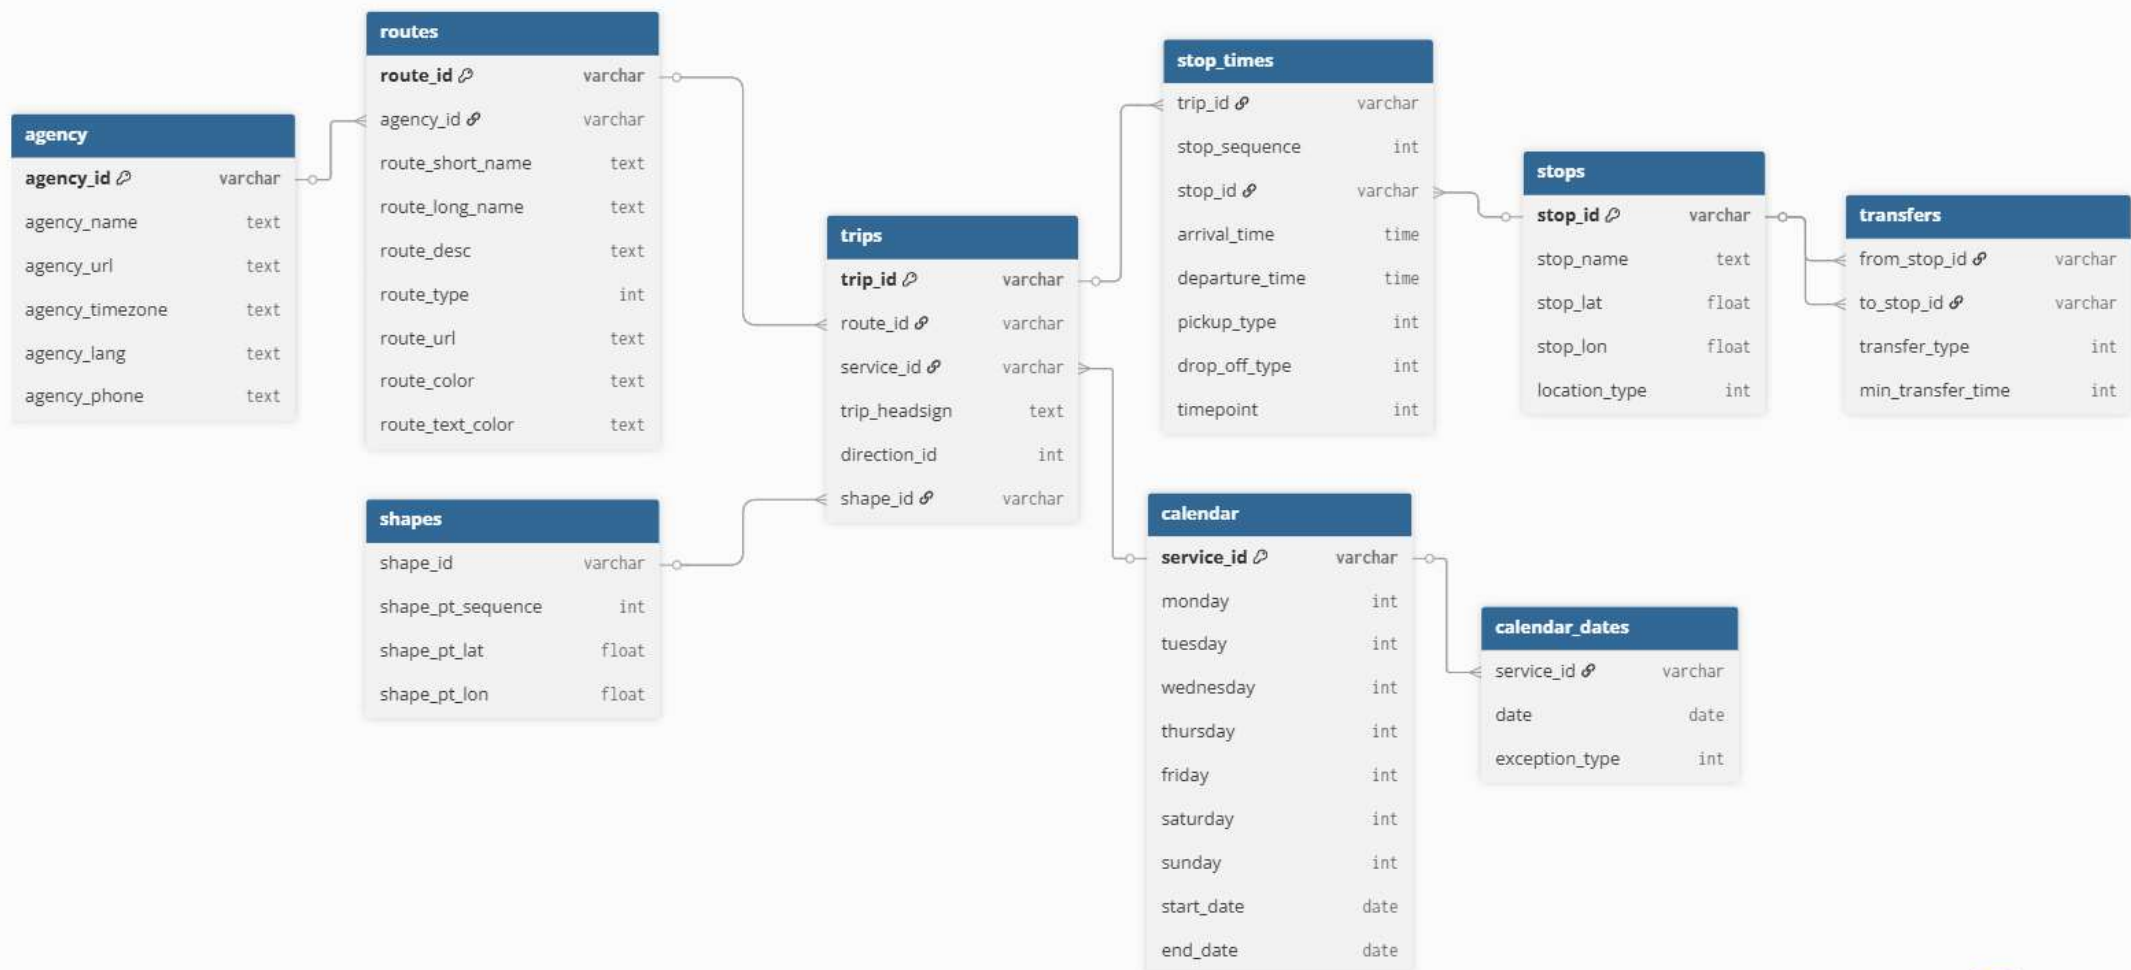 agency
agency_id varchar
agency_name text
agency_url text
agency_timezone text
agency_lang text
agency_phone text
routes
route_id varchar
agency_id varchar
route_short_name text
route_long_name text
route_desc text
route_type int
route_url text
route_color text
route_text_color text
shapes
shape_id varchar
shape_pt_sequence int
shape_pt_lat float
shape_pt_lon float
trips
trip_id varchar
route_id varchar
service_id varchar
trip_headsign text
direction_id int
shape_id varchar
stop_times
trip_id varchar
stop_sequence int
stop_id varchar
arrival_time time
departure_time time
pickup_type int
drop_off_type int
timepoint int
calendar
service_id varchar
monday int
tuesday int
wednesday int
thursday int
friday int
saturday int
sunday int
start_date date
end_date date
stops
stop_id varchar
stop_name text
stop_lat float
stop_lon float
location_type int
calendar_dates
service_id varchar
date date
exception_type int
transfers
from_stop_id varchar
to_stop_id varchar
transfer_type int
min_transfer_time int